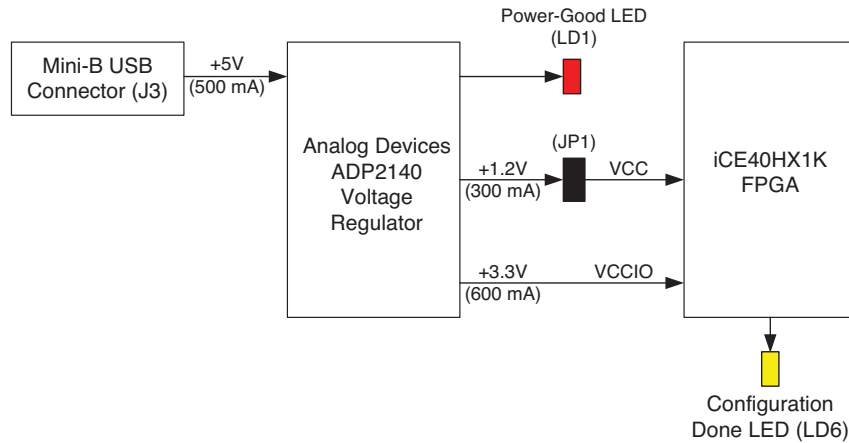 Power-Good LED
(LD1)
Mini-B USB
Connector (J3)
+5V
(500 mA)
Analog Devices
ADP2140
Voltage
Regulator
(JP1)
+1.2V
(300 mA)
VCC
iCE40HX1K
FPGA
+3.3V
(600 mA)
VCCIO
Configuration
Done LED (LD6)